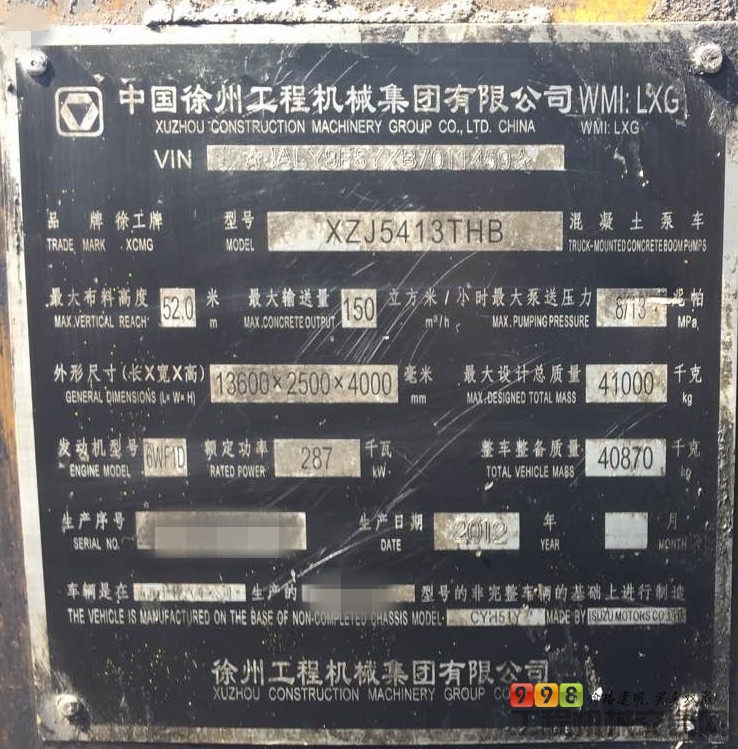 中国徐州工程机械集团有限公司 WMI: LXG
XUZHOU CONSTRUCTION MACHINERY GROUP CO., LTD. CHINA WMI: LXG
VIN
品牌 徐工牌 型号 XZJ5413THB 混凝土泵车
TRADE MARK XCMG MODEL TRUCK-MOUNTED CONCRETE BOOM PUMPS
最大布料高度 52.0 米 最大输送量 150 立方米/小时 最大泵送压力 8/13 兆帕
MAX. VERTICAL REACH m MAX. CONCRETE OUTPUT m³/h MAX. PUMPING PRESSURE MPa
外形尺寸(长X宽X高) 13600×2500×4000 毫米 最大设计总质量 41000 千克
GENERAL DIMENSIONS (L×W×H) mm MAX. DESIGNED TOTAL MASS kg
发动机型号 6WF1D 额定功率 287 千瓦 整车整备质量 40870 千克
ENGINE MODEL RATED POWER kW TOTAL VEHICLE MASS kg
生产序号 生产日期 2012 年 月
SERIAL NO. DATE YEAR MONTH
车辆是在 生产的 型号的非完整车辆的基础上进行制造
THE VEHICLE IS MANUFACTURED ON THE BASE OF NON-COMPLETED CHASSIS MODEL CYH51Y MADE BY ISUZU MOTORS CO.
徐州工程机械集团有限公司
XUZHOU CONSTRUCTION MACHINERY GROUP
998